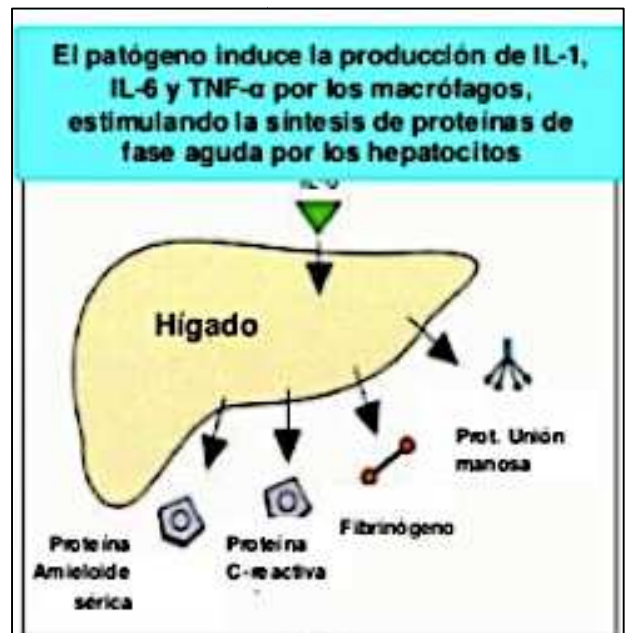 El patógeno induce la producción de IL-1,
IL-6 y TNF-α por los macrófagos,
estimulando la síntesis de proteínas de
fase aguda por los hepatocitos
Hígado
Prot. Unión
manosa
Fibrinógeno
Proteína
C-reactiva
Proteína
Amieloide
sérica